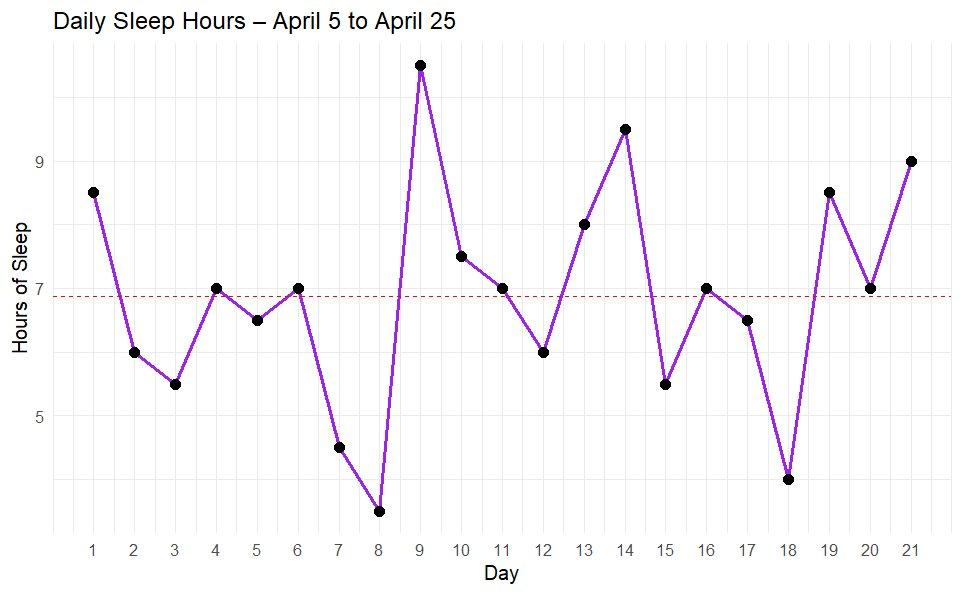 Daily Sleep Hours – April 5 to April 25
Hours of Sleep
9
7
5
1 2 3 4 5 6 7 8 9 10 11 12 13 14 15 16 17 18 19 20 21
Day